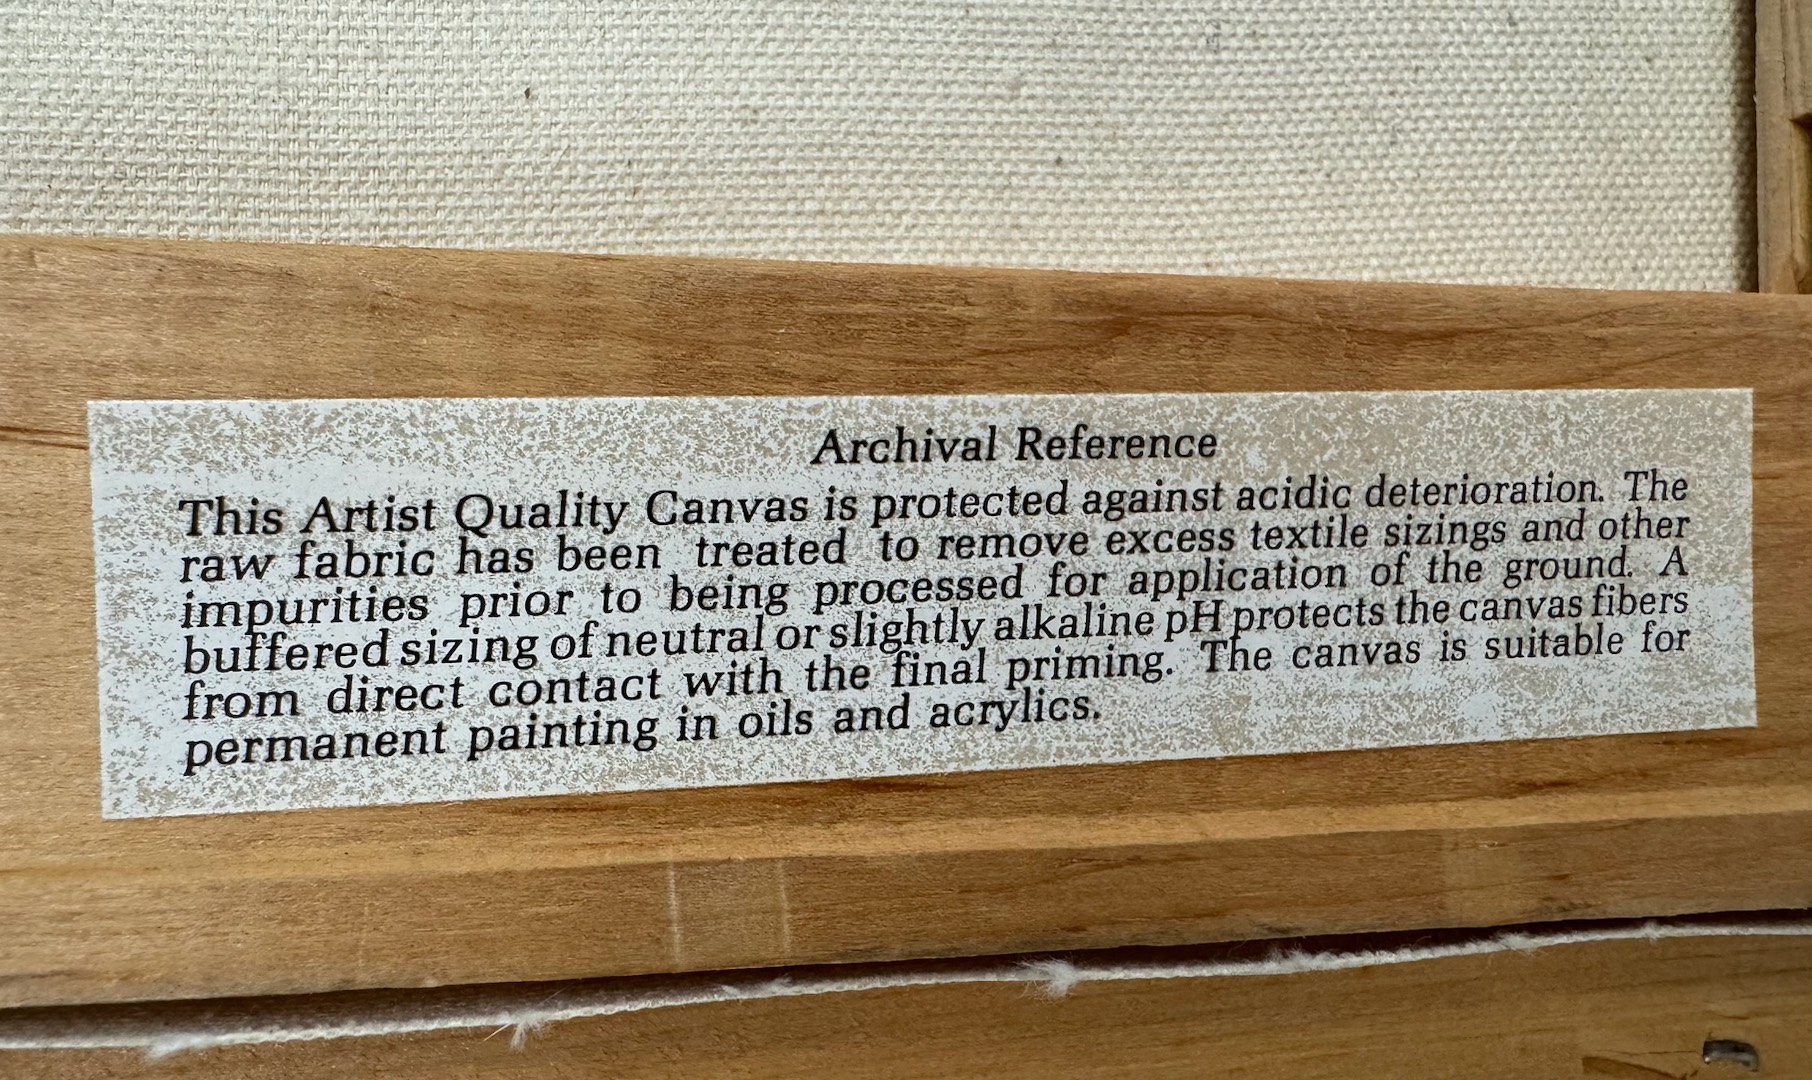 Archival Reference
This Artist Quality Canvas is protected against acidic deterioration. The
raw fabric has been treated to remove excess textile sizings and other
impurities prior to being processed for application of the ground. A
buffered sizing of neutral or slightly alkaline pH protects the canvas fibers
from direct contact with the final priming. The canvas is suitable for
permanent painting in oils and acrylics.